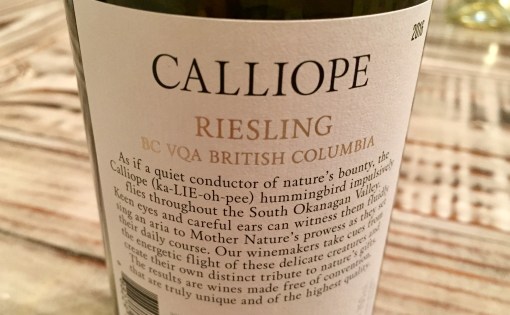 2016
CALLIOPE
RIESLING
BC VQA BRITISH COLUMBIA
As if a quiet conductor of nature's bounty, the
Calliope (ka-LIE-oh-pee) hummingbird impulsively
flies throughout the South Okanagan Valley.
Keen eyes and careful ears can witness them fluidly
sing an aria to Mother Nature's prowess as they set
their daily course. Our winemakers take cues from
the energetic flight of these delicate creatures and
create their own distinct tribute to nature's gifts.
The results are wines made free of convention
that are truly unique and of the highest quality.